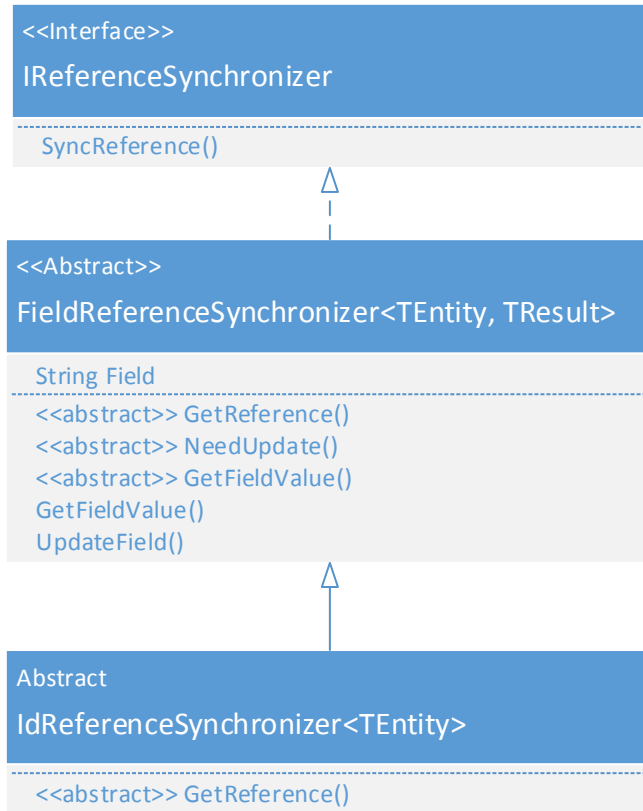 <<Interface>>
IReferenceSynchronizer
SyncReference()
<<Abstract>>
FieldReferenceSynchronizer<TEntity, TResult>
String Field
<<abstract>> GetReference()
<<abstract>> NeedUpdate()
<<abstract>> GetFieldValue()
GetFieldValue()
UpdateField()
Abstract
IdReferenceSynchronizer<TEntity>
<<abstract>> GetReference()